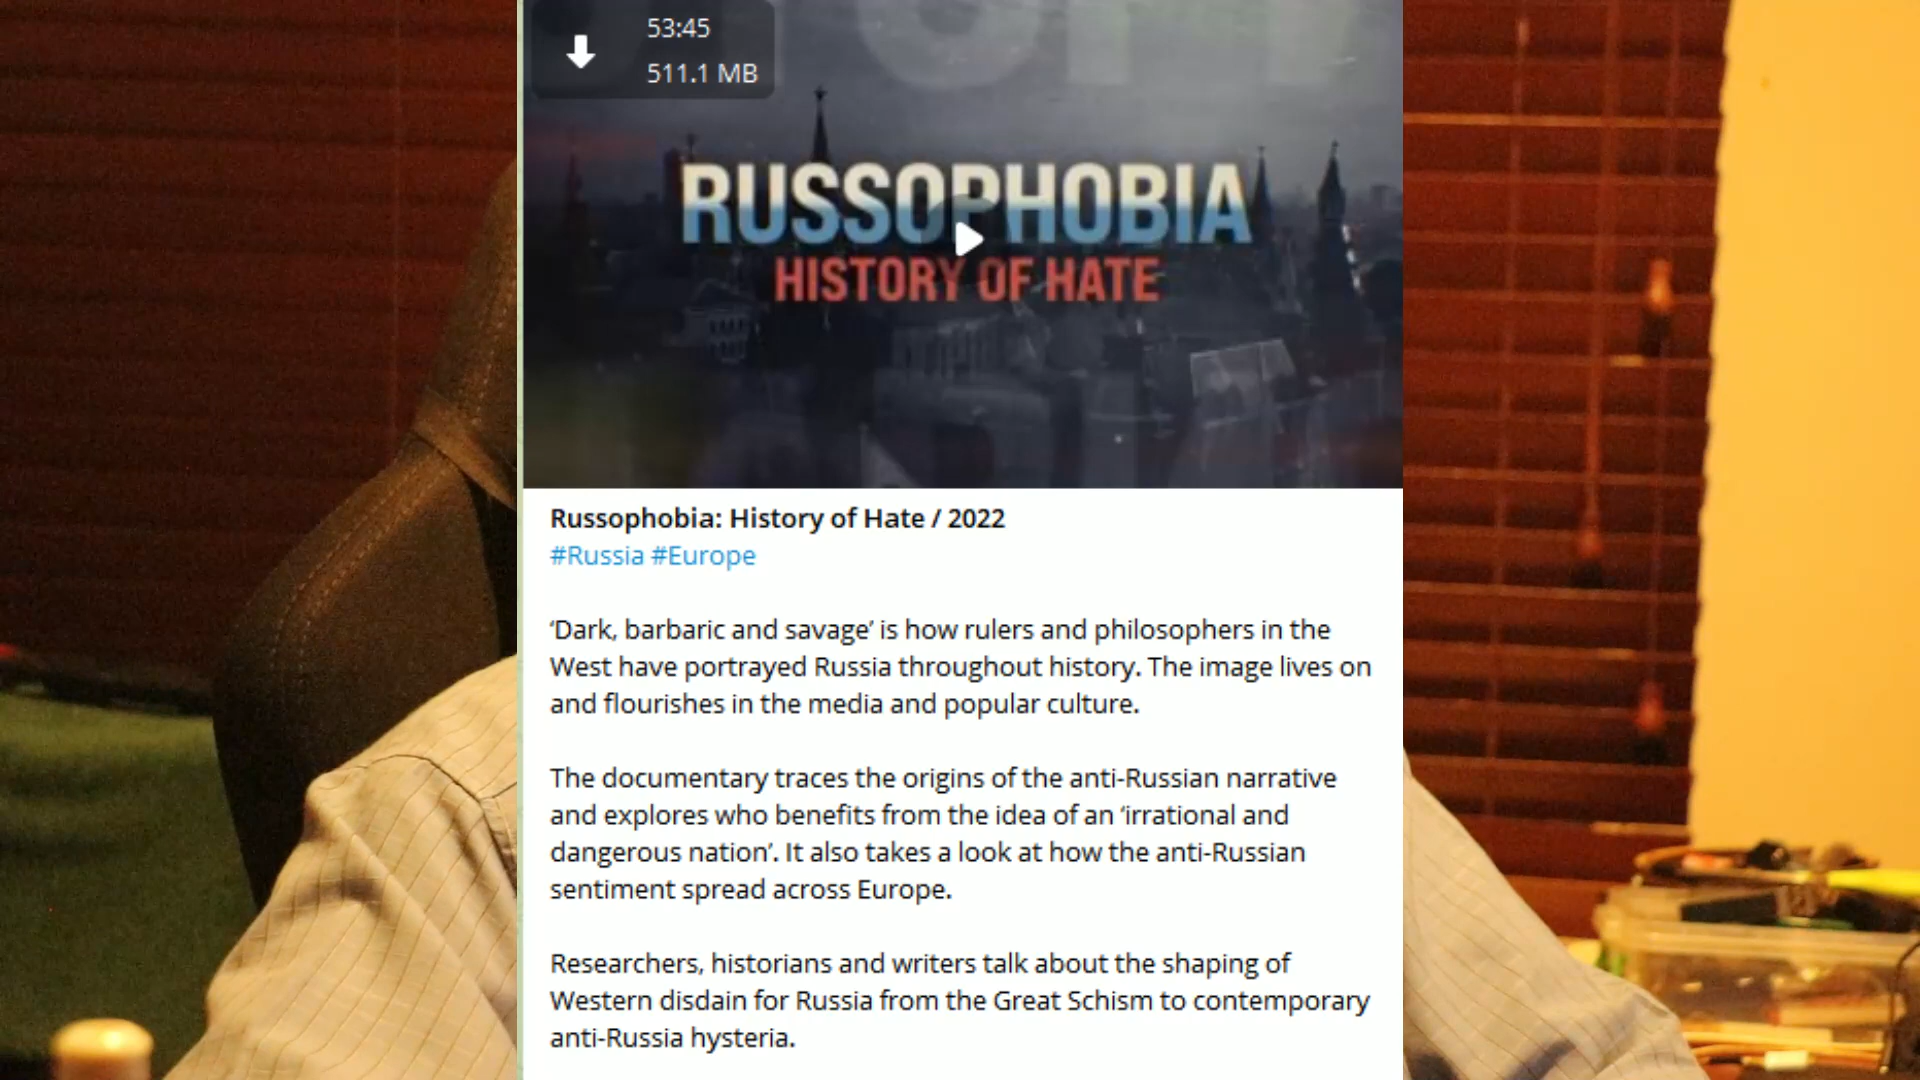 53:45
511.1 MB
RUSSOPHOBIA
HISTORY OF HATE
Russophobia: History of Hate / 2022
#Russia #Europe
‘Dark, barbaric and savage’ is how rulers and philosophers in the
West have portrayed Russia throughout history. The image lives on
and flourishes in the media and popular culture.
The documentary traces the origins of the anti-Russian narrative
and explores who benefits from the idea of an ‘irrational and
dangerous nation’. It also takes a look at how the anti-Russian
sentiment spread across Europe.
Researchers, historians and writers talk about the shaping of
Western disdain for Russia from the Great Schism to contemporary
anti-Russia hysteria.